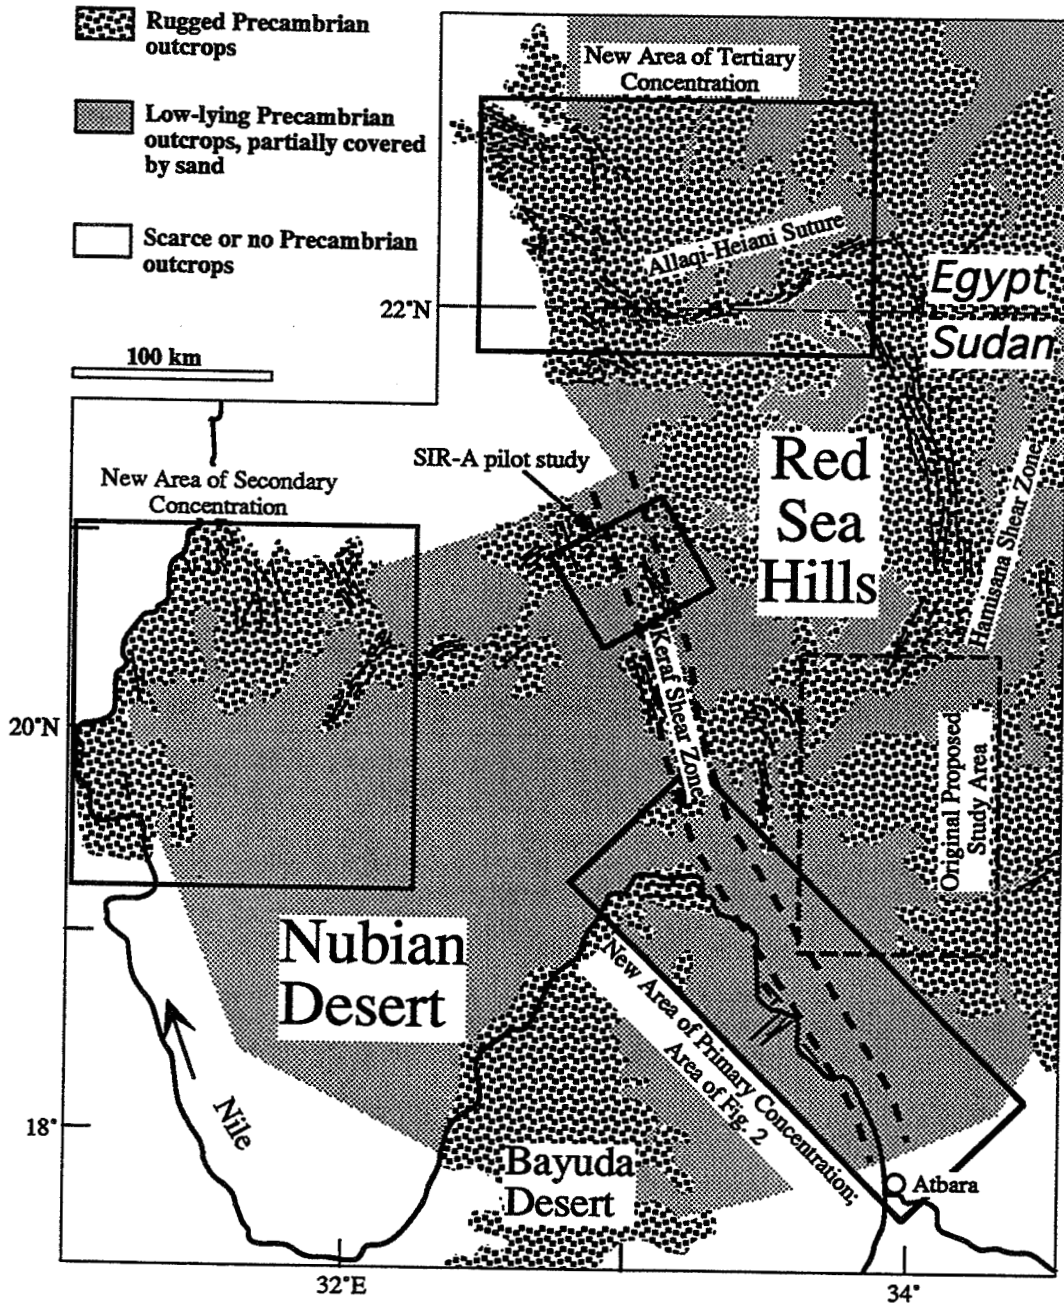 Rugged Precambrian
outcrops
Low-lying Precambrian
outcrops, partially covered
by sand
Scarce or no Precambrian
outcrops
100 km
New Area of Tertiary
Concentration
Allaqi-Heiani Suture
22°N
Egypt
Sudan
SIR-A pilot study
New Area of Secondary
Concentration
Red
Sea
Hills
Hamisana Shear Zone
Keraf Shear Zone
20°N
Original Proposed
Study Area
Nubian
Desert
New Area of Primary Concentration;
Area of Fig. 2
Nile
18°
Bayuda
Desert
Atbara
32°E
34°